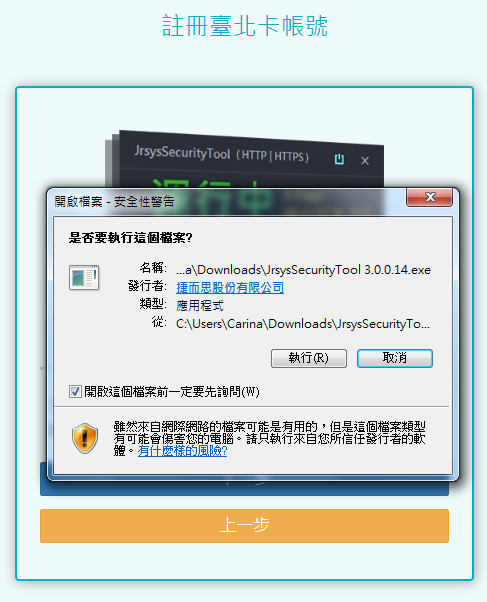 註冊臺北卡帳號
JrsysSecurityTool（HTTP | HTTPS）
運行中
開啟檔案 - 安全性警告
是否要執行這個檔案?
名稱: ...a\Downloads\JrsysSecurityTool 3.0.0.14.exe
發行者: 捷而思股份有限公司
類型: 應用程式
從: C:\Users\Carina\Downloads\JrsysSecurityTo...
執行(R) 取消
開啟這個檔案前一定要先詢問(W)
雖然來自網際網路的檔案可能是有用的，但是這個檔案類型
有可能會傷害您的電腦。請只執行來自您所信任發行者的軟
體。有什麼樣的風險?
上一步